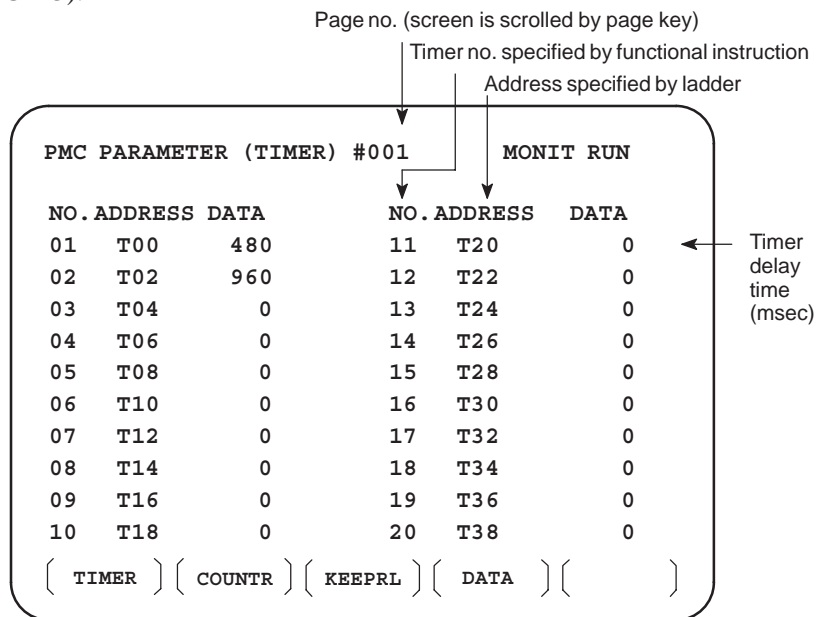 Page no. (screen is scrolled by page key)
Timer no. specified by functional instruction
Address specified by ladder
PMC PARAMETER (TIMER) #001 MONIT RUN
NO. ADDRESS DATA NO. ADDRESS DATA
01 T00 480 11 T20 0
02 T02 960 12 T22 0
03 T04 0 13 T24 0
04 T06 0 14 T26 0
05 T08 0 15 T28 0
06 T10 0 16 T30 0
07 T12 0 17 T32 0
08 T14 0 18 T34 0
09 T16 0 19 T36 0
10 T18 0 20 T38 0
Timer
delay
time
(msec)
( TIMER ) ( COUNTR ) ( KEEPRL ) ( DATA ) ( )